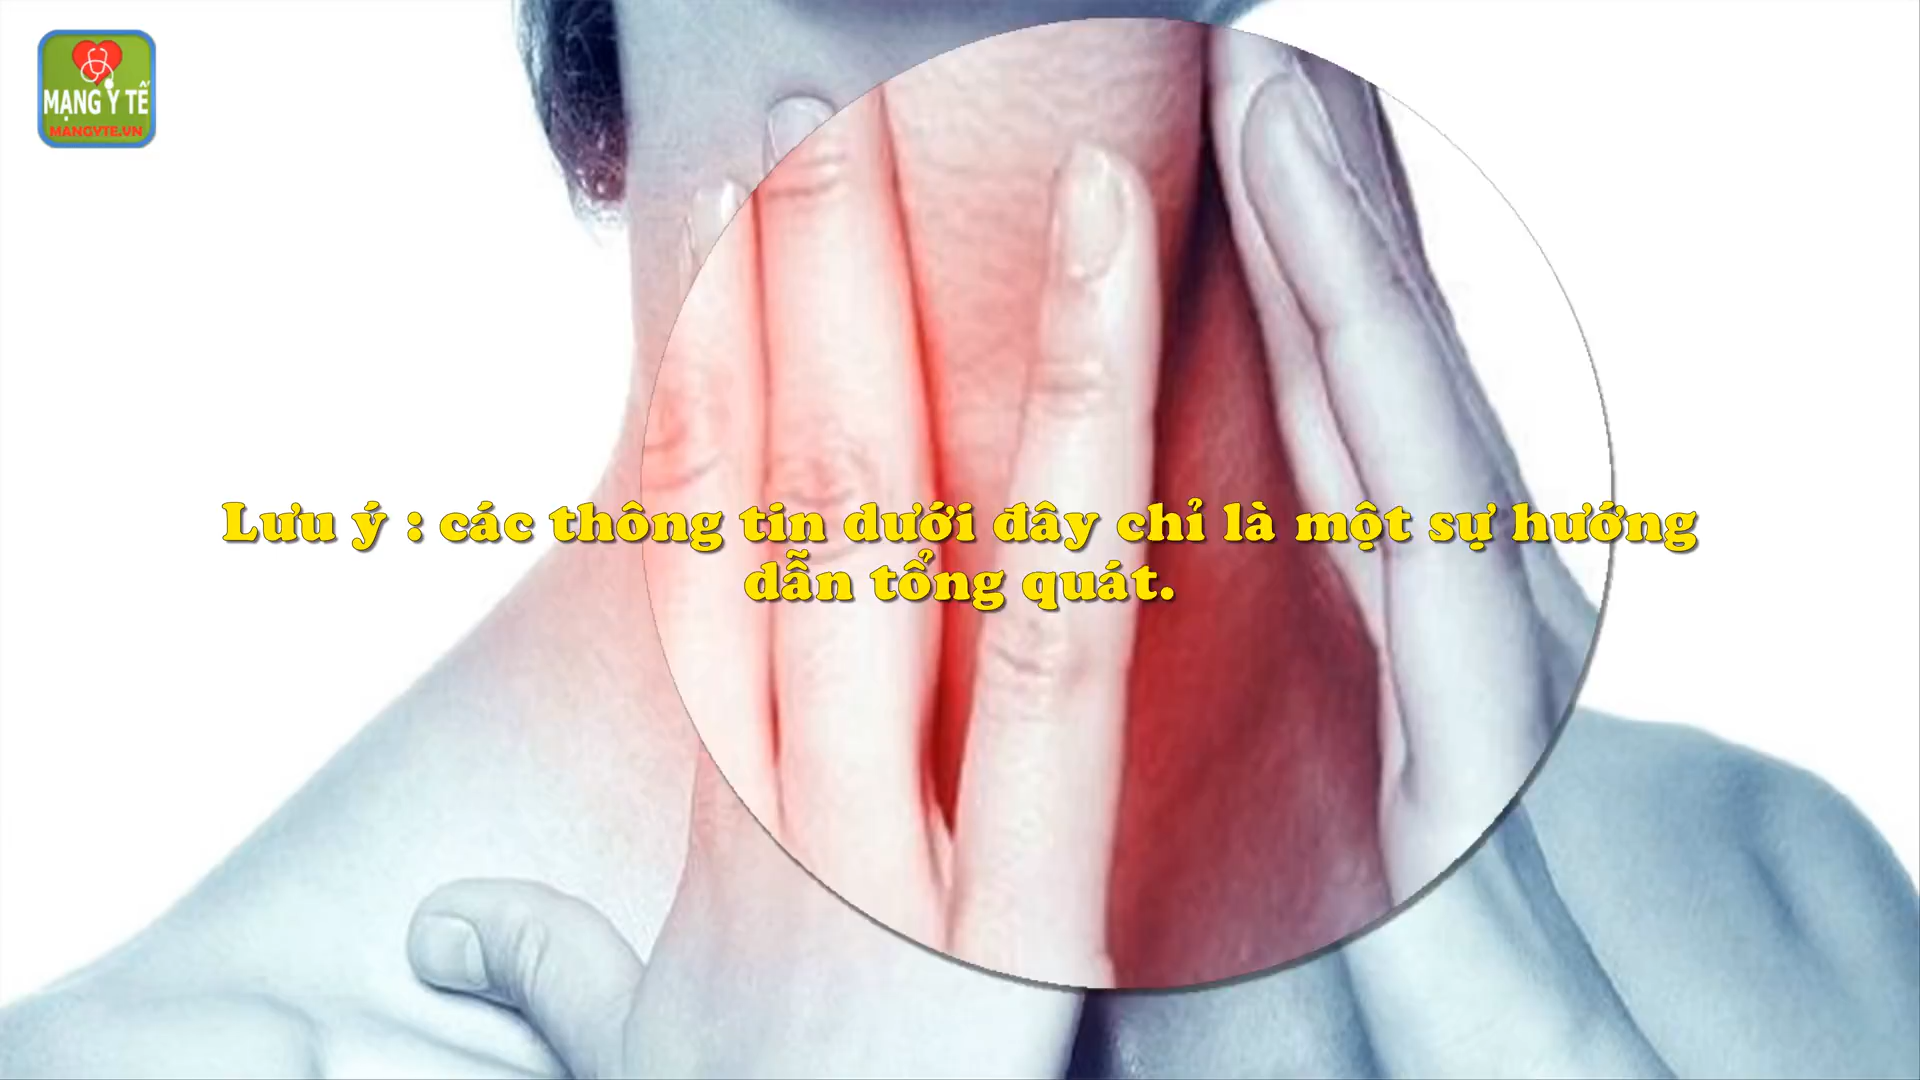 MẠNG Y TẾ
MANGYTE.VN
Lưu ý : các thông tin dưới đây chỉ là một sự hướng
dẫn tổng quát.